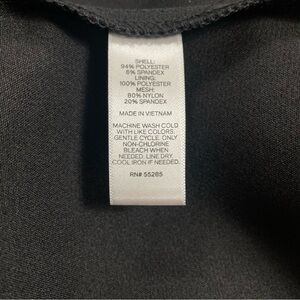 SHELL:
94% POLYESTER
6% SPANDEX
LINING:
100% POLYESTER
MESH:
80% NYLON
20% SPANDEX
MADE IN VIETNAM
MACHINE WASH COLD
WITH LIKE COLORS.
GENTLE CYCLE. ONLY
NON-CHLORINE
BLEACH WHEN
NEEDED. LINE DRY.
COOL IRON IF NEEDED.
RN# 55285